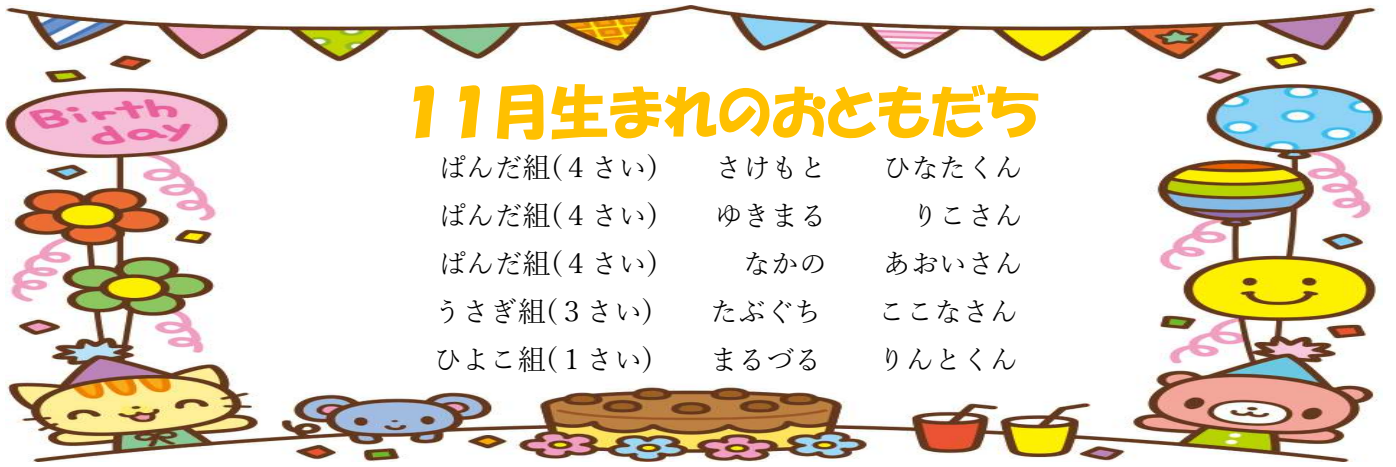 Birth
day
11月生まれのおともだち
ぱんだ組(４さい) さけもと ひなたくん
ぱんだ組(４さい) ゆきまる りこさん
ぱんだ組(４さい) なかの あおいさん
うさぎ組(３さい) たぶぐち ここなさん
ひよこ組(１さい) まるづる りんとくん